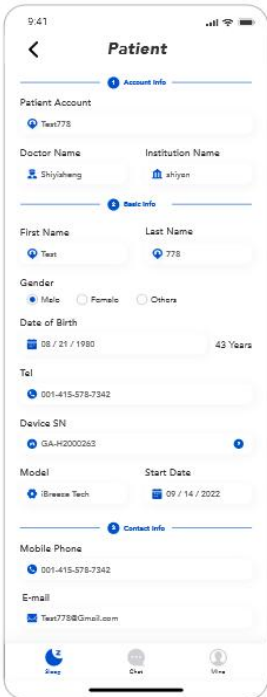 9:41
Patient
1 Account Info
Patient Account
Test778
Doctor Name Institution Name
Shiyisheng shiyan
2 Basic Info
First Name Last Name
Test 778
Gender
Male Female Others
Date of Birth
08 / 21 / 1980 43 Years
Tel
001-415-578-7342
Device SN
GA-H2000263
Model Start Date
iBreeze Tech 09 / 14 / 2022
3 Contact Info
Mobile Phone
001-415-578-7342
E-mail
Test778@Gmail.com
Sleep Chat Mine